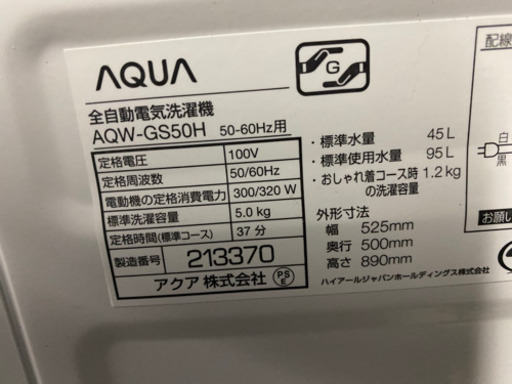 AQUA
G
全自動電気洗濯機
AQW-GS50H 50-60Hz用
定格電圧 100V
定格周波数 50/60Hz
電動機の定格消費電力 300/320 W
標準洗濯容量 5.0 kg
定格時間(標準コース) 37 分
製造番号 213370
アクア 株式会社 PSE
・標準水量 45 L
・標準使用水量 95 L
・おしゃれ着コース時 1.2 kg
の洗濯容量
外形寸法
幅 525mm
奥行 500mm
高さ 890mm
ハイアールジャパンホールディングス株式会社
配線
白
黒
お願い